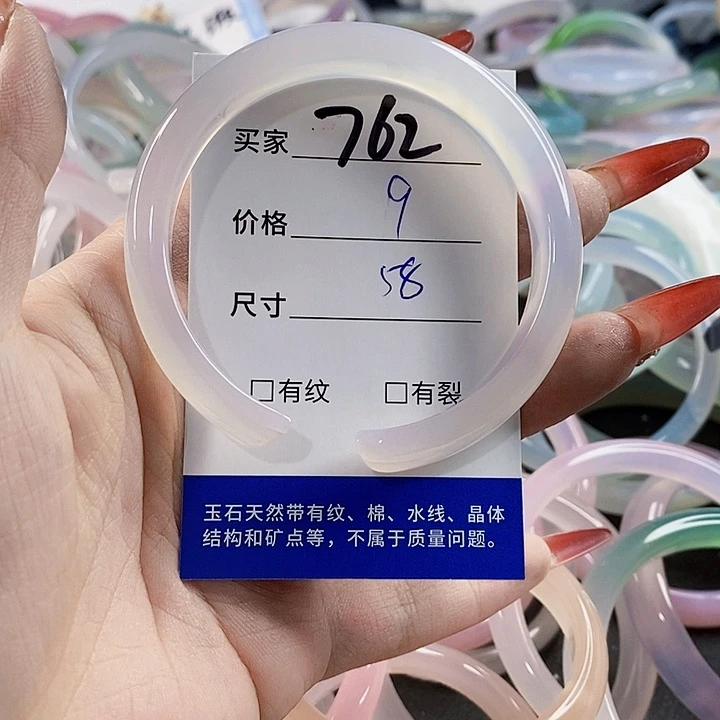 买家 762
价格 9
尺寸 58
□有纹 □有裂
玉石天然带有纹、棉、水线、晶体
结构和矿点等，不属于质量问题。